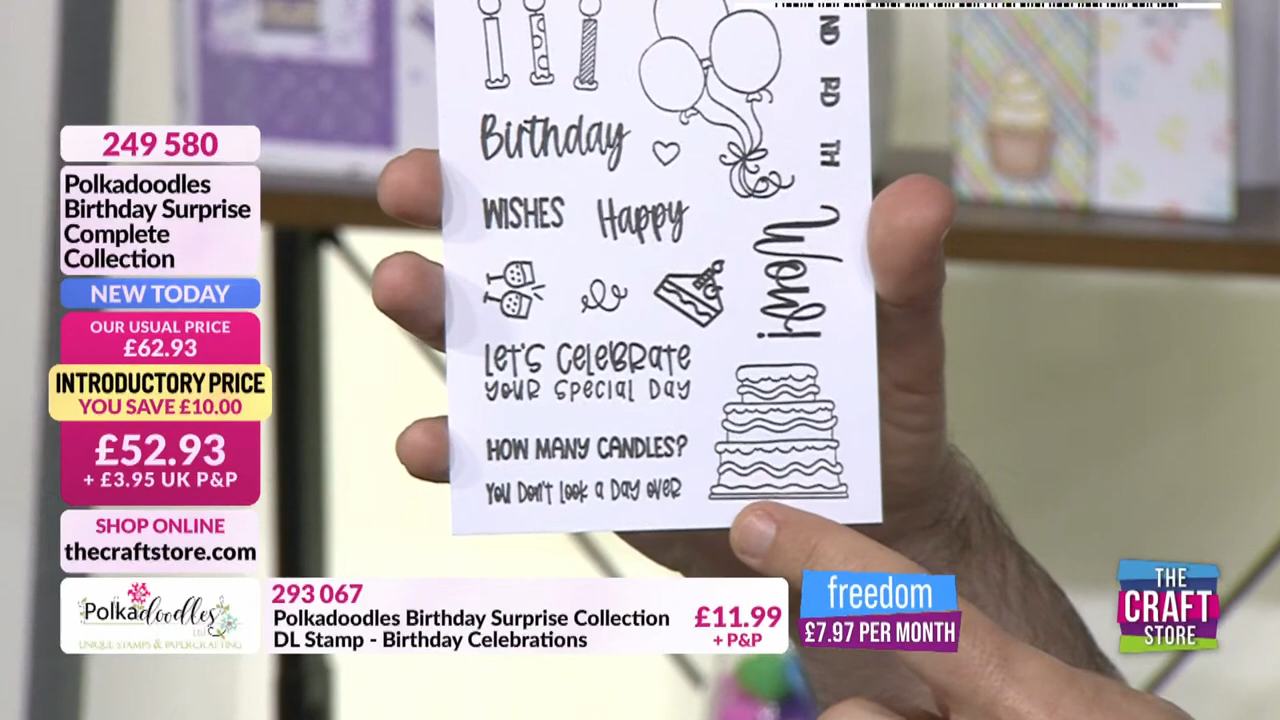 249 580
Polkadoodles
Birthday Surprise
Complete
Collection
NEW TODAY
OUR USUAL PRICE
£62.93
INTRODUCTORY PRICE
YOU SAVE £10.00
£52.93
+ £3.95 UK P&P
SHOP ONLINE
thecraftstore.com
ND
RD
TH
Birthday
WISHES Happy
Wow!
LET'S CELEBRATE
YOUR SPECIAL DAY
HOW MANY CANDLES?
YOU DON'T LOOK A DAY OVER
Polkadoodles
UNIQUE STAMPS & PAPERCRAFTING
293 067
Polkadoodles Birthday Surprise Collection
DL Stamp - Birthday Celebrations
£11.99
+ P&P
freedom
£7.97 PER MONTH
THE
CRAFT
STORE